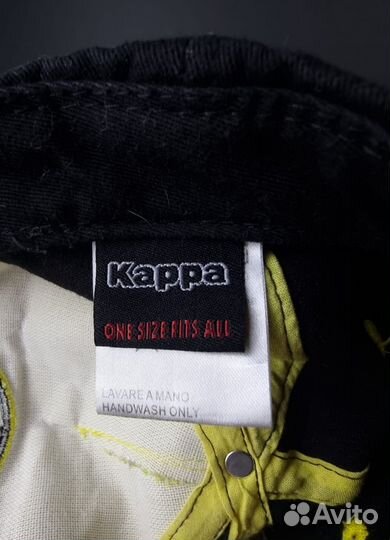 Kappa
ONE SIZE FITS ALL
LAVARE A MANO
HANDWASH ONLY
Avito